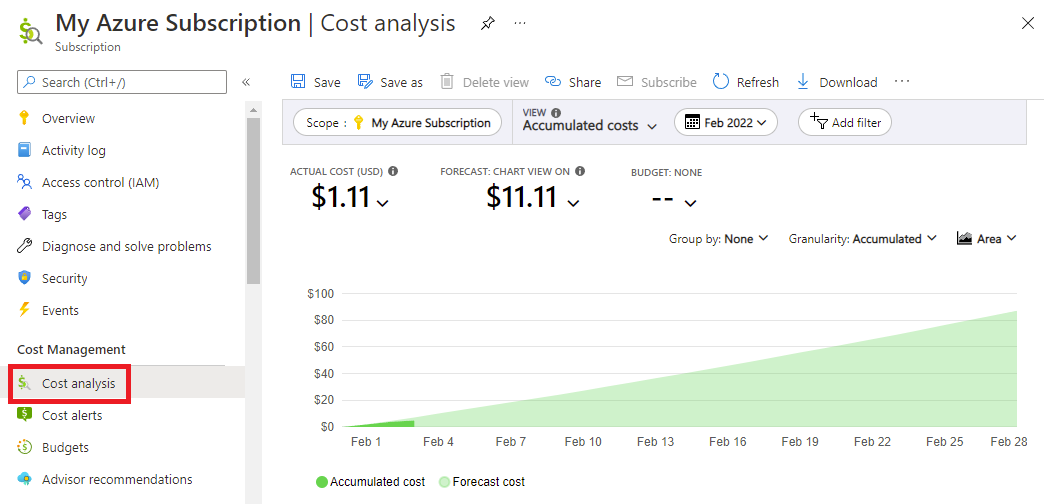 My Azure Subscription | Cost analysis ...
Subscription
Search (Ctrl+/) «
Overview
Activity log
Access control (IAM)
Tags
Diagnose and solve problems
Security
Events
Cost Management
Cost analysis
Cost alerts
Budgets
Advisor recommendations
Save Save as Delete view Share Subscribe Refresh Download ...
Scope : My Azure Subscription
VIEW
Accumulated costs
Feb 2022
Add filter
ACTUAL COST (USD)
$1.11
FORECAST: CHART VIEW ON
$11.11
BUDGET: NONE
--
Group by: None Granularity: Accumulated Area
$100
$80
$60
$40
$20
$0
Feb 1 Feb 4 Feb 7 Feb 10 Feb 13 Feb 16 Feb 19 Feb 22 Feb 25 Feb 28
Accumulated cost Forecast cost